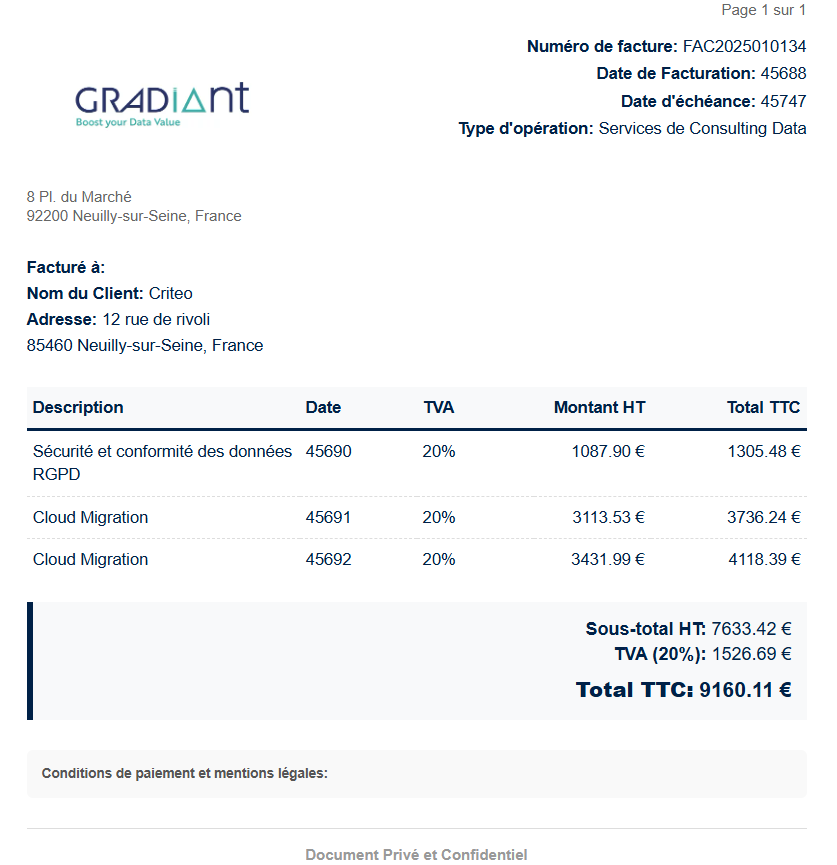 Page 1 sur 1
Numéro de facture: FAC2025010134
Date de Facturation: 45688
Date d'échéance: 45747
Type d'opération: Services de Consulting Data
GRADIANT
Boost your Data Value
8 Pl. du Marché
92200 Neuilly-sur-Seine, France
Facturé à:
Nom du Client: Criteo
Adresse: 12 rue de rivoli
85460 Neuilly-sur-Seine, France
Description Date TVA Montant HT Total TTC
Sécurité et conformité des données 45690 20% 1087.90 € 1305.48 €
RGPD
Cloud Migration 45691 20% 3113.53 € 3736.24 €
Cloud Migration 45692 20% 3431.99 € 4118.39 €
Sous-total HT: 7633.42 €
TVA (20%): 1526.69 €
Total TTC: 9160.11 €
Conditions de paiement et mentions légales:
Document Privé et Confidentiel